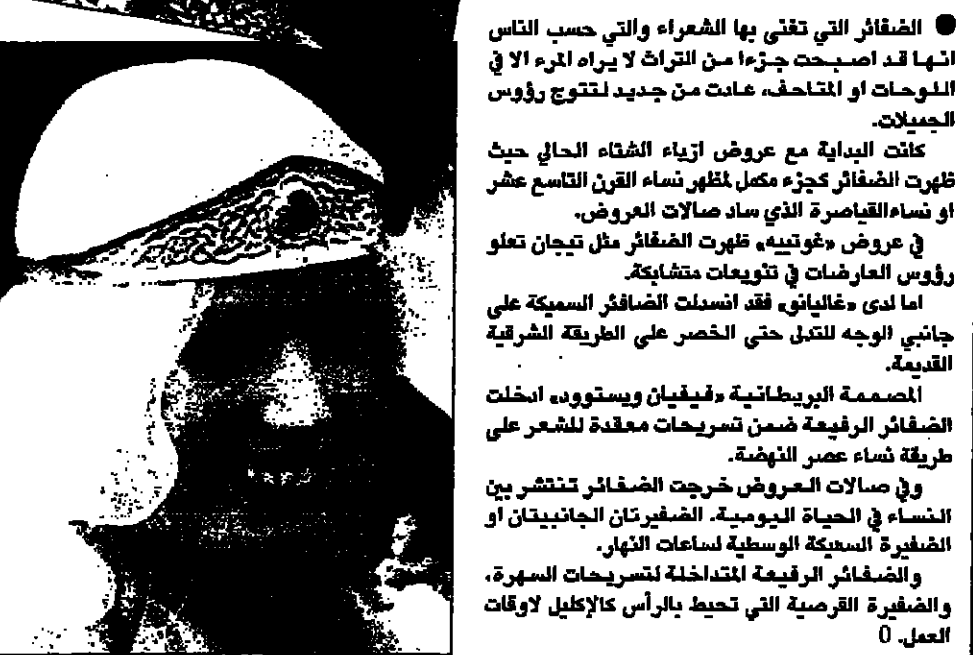 ● الضفائر التي تغنى بها الشعراء والتي حسب الناس
انها قد اصبحت جزءا من التراث لا يراه المرء الا في
اللوحات او المتاحف، عادت من جديد لتتوج رؤوس
الجميلات.
كانت البداية مع عروض ازياء الشتاء الحالي حيث
ظهرت الضفائر كجزء مكمل لمظهر نساء القرن التاسع عشر
او نساءالقياصرة الذي ساد صالات العروض.
في عروض «غوتييه» ظهرت الضفائر مثل تيجان تعلو
رؤوس العارضات في تنويعات متشابكة.
اما لدى «غاليانو» فقد انسدلت الضافئر السميكة على
جانبي الوجه للتدل حتى الخصر على الطريقة الشرقية
القديمة.
المصممة البريطانية «فيفيان ويستوود» ادخلت
الضفائر الرفيعة ضمن تسريحات معقدة للشعر على
طريقة نساء عصر النهضة.
وفي صالات العروض خرجت الضفائر تنتشر بين
النساء في الحياة اليومية. الضفيرتان الجانبيتان او
الضفيرة السميكة الوسطية لساعات النهار.
والضفائر الرفيعة المتداخلة لتسريحات السهرة،
والضفيرة القرصية التي تحيط بالرأس كالإكليل لاوقات
العمل. 0